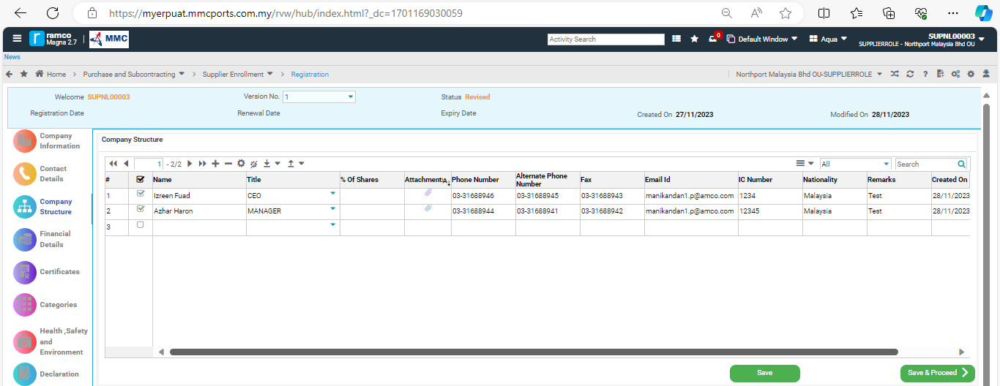 https://myerpuat.mmcports.com.my/rvw/hub/index.html?_dc=1701169030059
ramco
Magna 2.7
MMC
Activity Search
0
Default Window
Aqua
SUPNL00003
SUPPLIERROLE - Northport Malaysia Bhd OU
News
Home > Purchase and Subcontracting > Supplier Enrollment > Registration
Northport Malaysia Bhd OU-SUPPLIERROLE
Welcome SUPNL00003 Version No. 1 Status Revised
Registration Date Renewal Date Expiry Date Created On 27/11/2023 Modified On 28/11/2023
Company Information
Contact Details
Company Structure
Financial Details
Certificates
Categories
Health ,Safety and Environment
Declaration
Company Structure
1 - 2/2 All Search
# Name Title % Of Shares Attachment Phone Number Alternate Phone Number Fax Email Id IC Number Nationality Remarks Created On
1 Izreen Fuad CEO 03-31688946 03-31688945 03-31688943 manikandan1.p@amco.com 1234 Malaysia Test 28/11/2023
2 Azhar Haron MANAGER 03-31688944 03-31688941 03-31688942 manikandan1.p@amco.com 12345 Malaysia Test 28/11/2023
3
Save
Save & Proceed